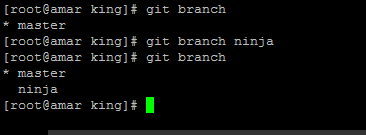 [root@amar king]# git branch
* master
[root@amar king]# git branch ninja
[root@amar king]# git branch
* master
  ninja
[root@amar king]#